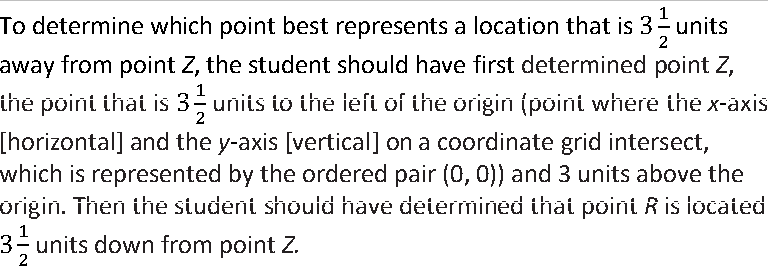 To determine which point best represents a location that is 3 1/2 units
away from point Z, the student should have first determined point Z,
the point that is 3 1/2 units to the left of the origin (point where the x-axis
[horizontal] and the y-axis [vertical] on a coordinate grid intersect,
which is represented by the ordered pair (0, 0)) and 3 units above the
origin. Then the student should have determined that point R is located
3 1/2 units down from point Z.